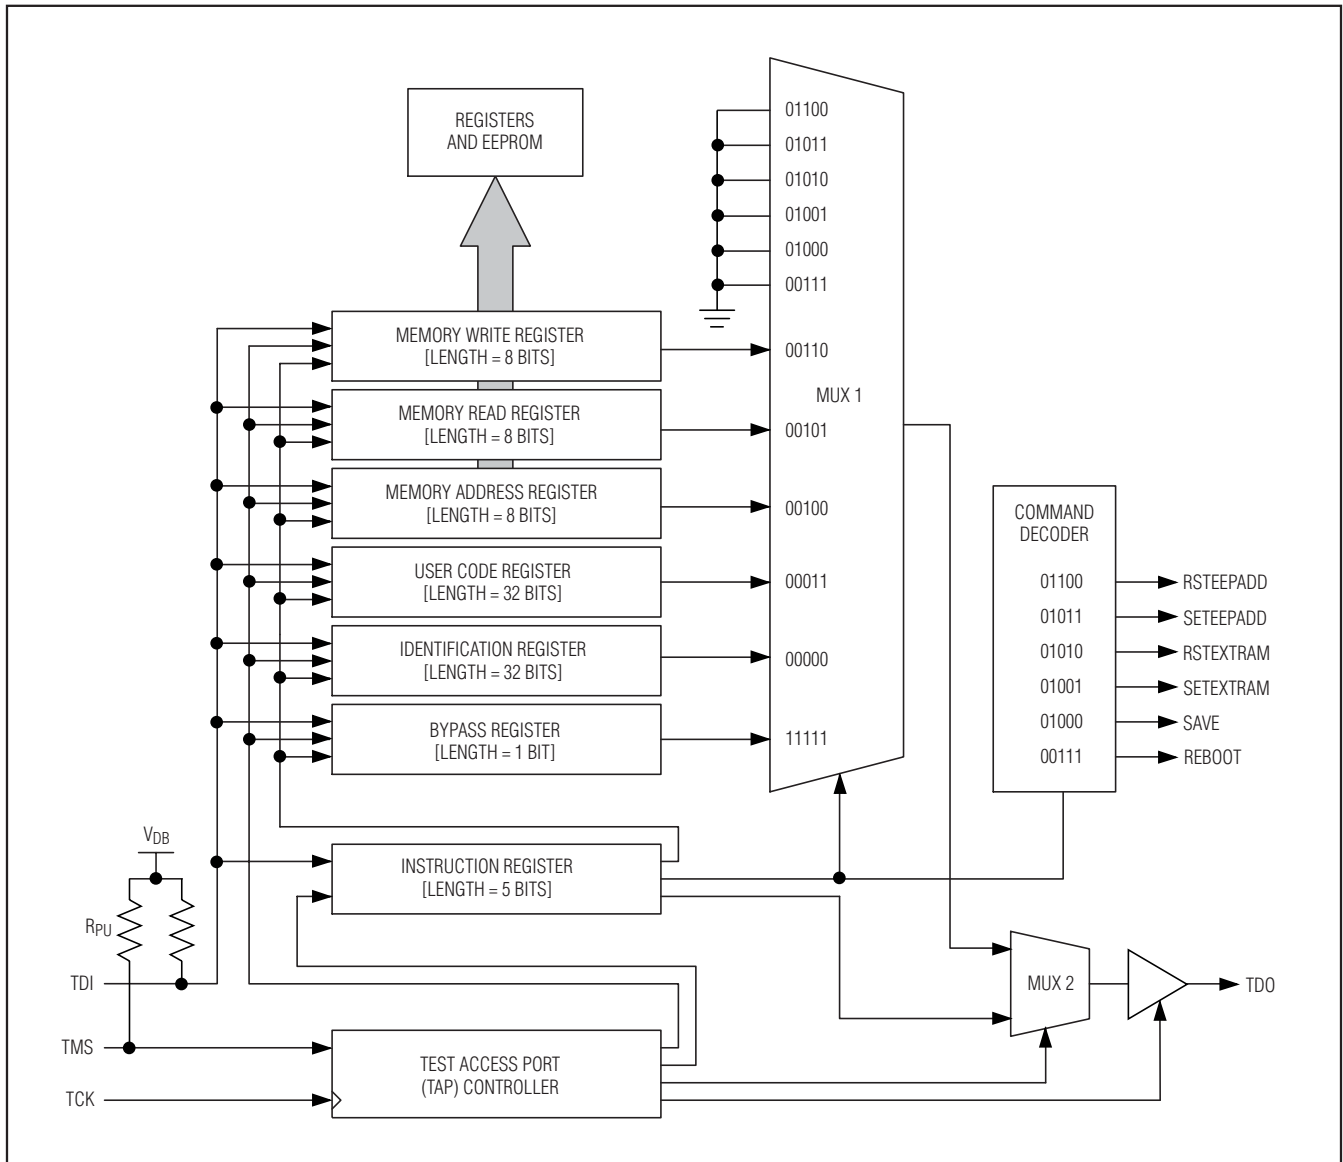 REGISTERS
AND EEPROM
01100
01011
01010
01001
01000
00111
MEMORY WRITE REGISTER
[LENGTH = 8 BITS]
00110
MUX 1
MEMORY READ REGISTER
[LENGTH = 8 BITS]
00101
MEMORY ADDRESS REGISTER
[LENGTH = 8 BITS]
00100
USER CODE REGISTER
[LENGTH = 32 BITS]
00011
IDENTIFICATION REGISTER
[LENGTH = 32 BITS]
00000
BYPASS REGISTER
[LENGTH = 1 BIT]
11111
COMMAND
DECODER
01100 RSTEEPADD
01011 SETEEPADD
01010 RSTEXTRAM
01001 SETEXTRAM
01000 SAVE
00111 REBOOT
INSTRUCTION REGISTER
[LENGTH = 5 BITS]
VDB
RPU
TDI
TMS
TCK
TEST ACCESS PORT
(TAP) CONTROLLER
MUX 2
TDO